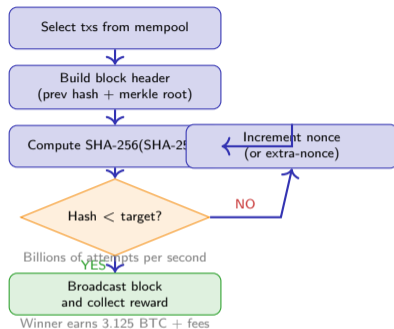 Select txs from mempool
Build block header
(prev hash + merkle root)
Compute SHA-256(SHA-25
Increment nonce
(or extra-nonce)
Hash < target?
NO
Billions of attempts per second
YES
Broadcast block
and collect reward
Winner earns 3.125 BTC + fees